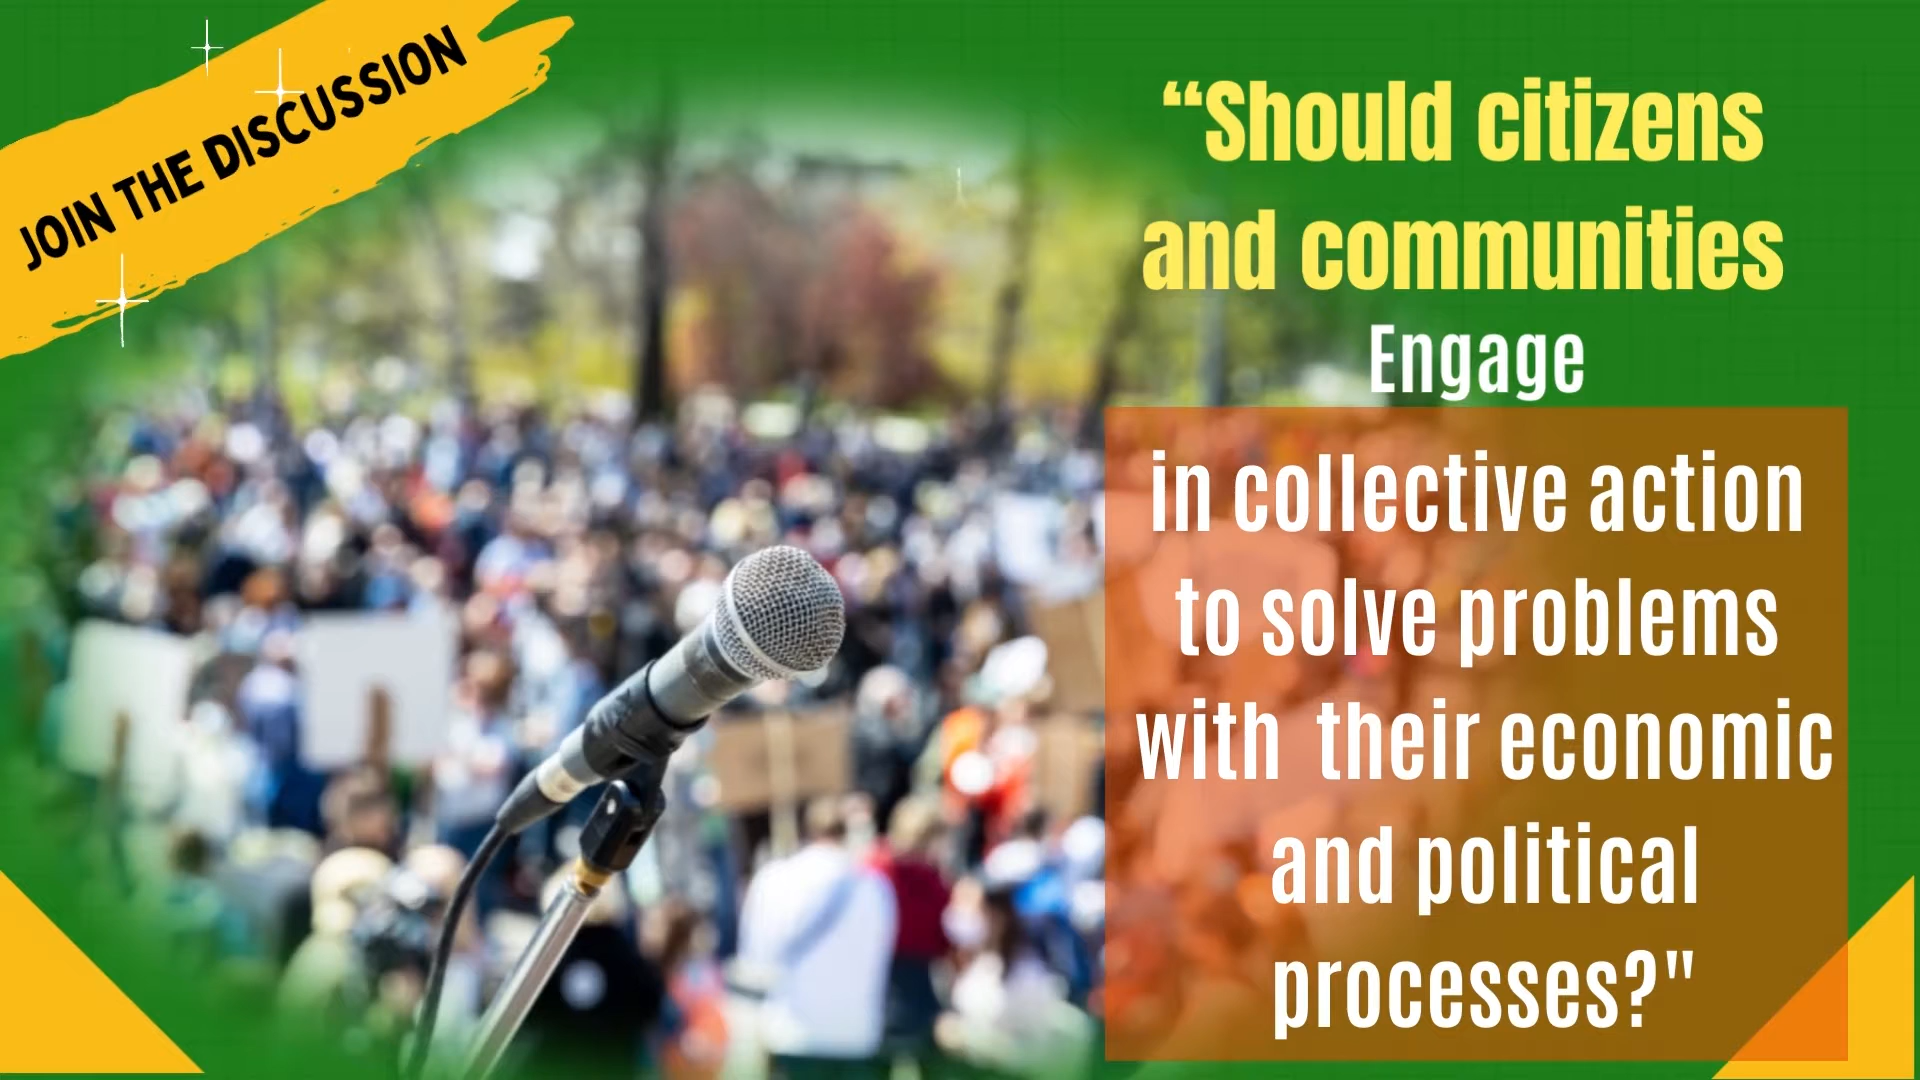 JOIN THE DISCUSSION
“Should citizens
and communities
Engage
in collective action
to solve problems
with their economic
and political
processes?"